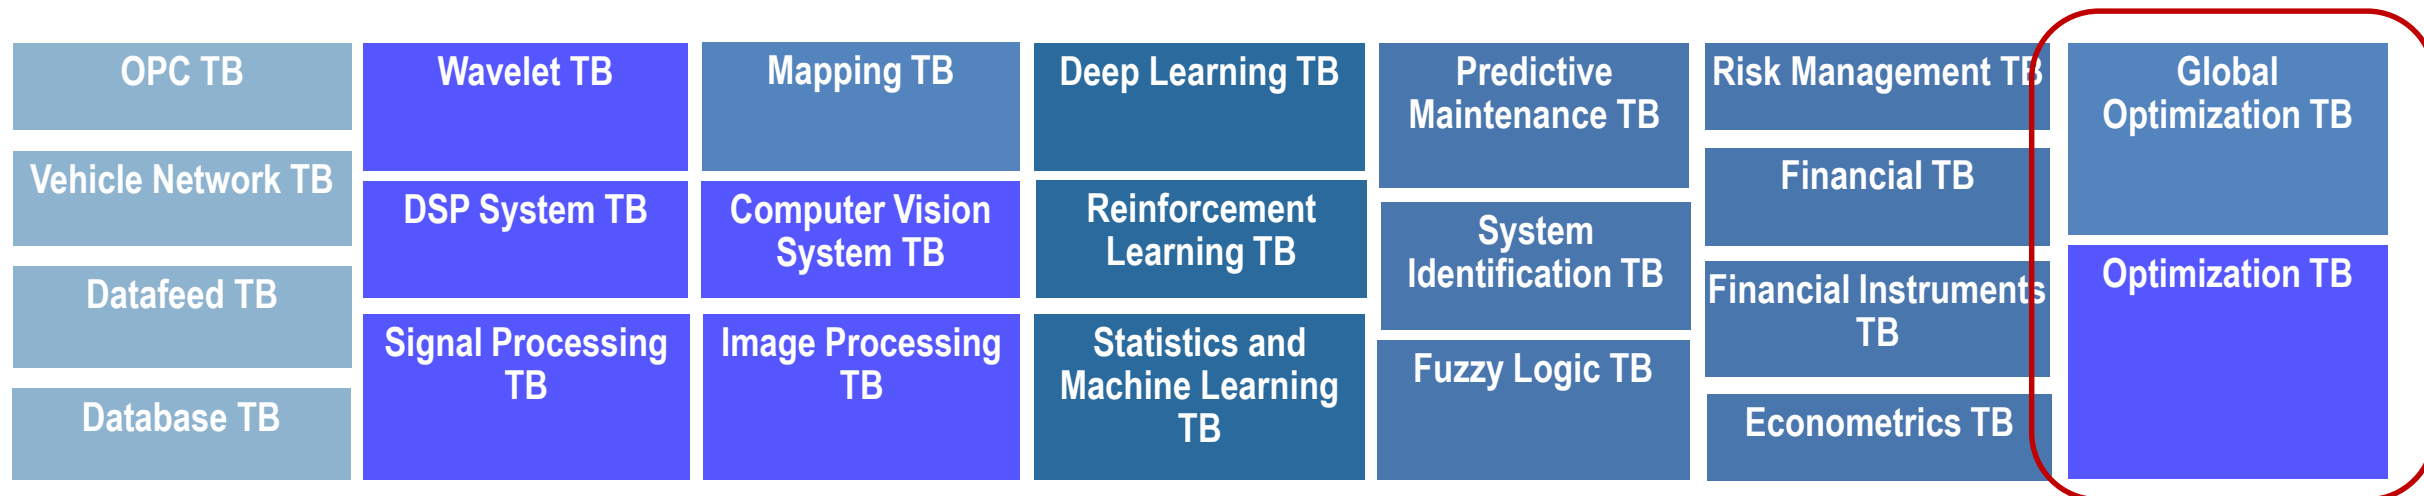 OPC TB
Vehicle Network TB
Datafeed TB
Database TB
Wavelet TB
DSP System TB
Signal Processing
TB
Mapping TB
Computer Vision
System TB
Image Processing
TB
Deep Learning TB
Reinforcement
Learning TB
Statistics and
Machine Learning
TB
Predictive
Maintenance TB
System
Identification TB
Fuzzy Logic TB
Risk Management TB
Financial TB
Financial Instruments
TB
Econometrics TB
Global
Optimization TB
Optimization TB